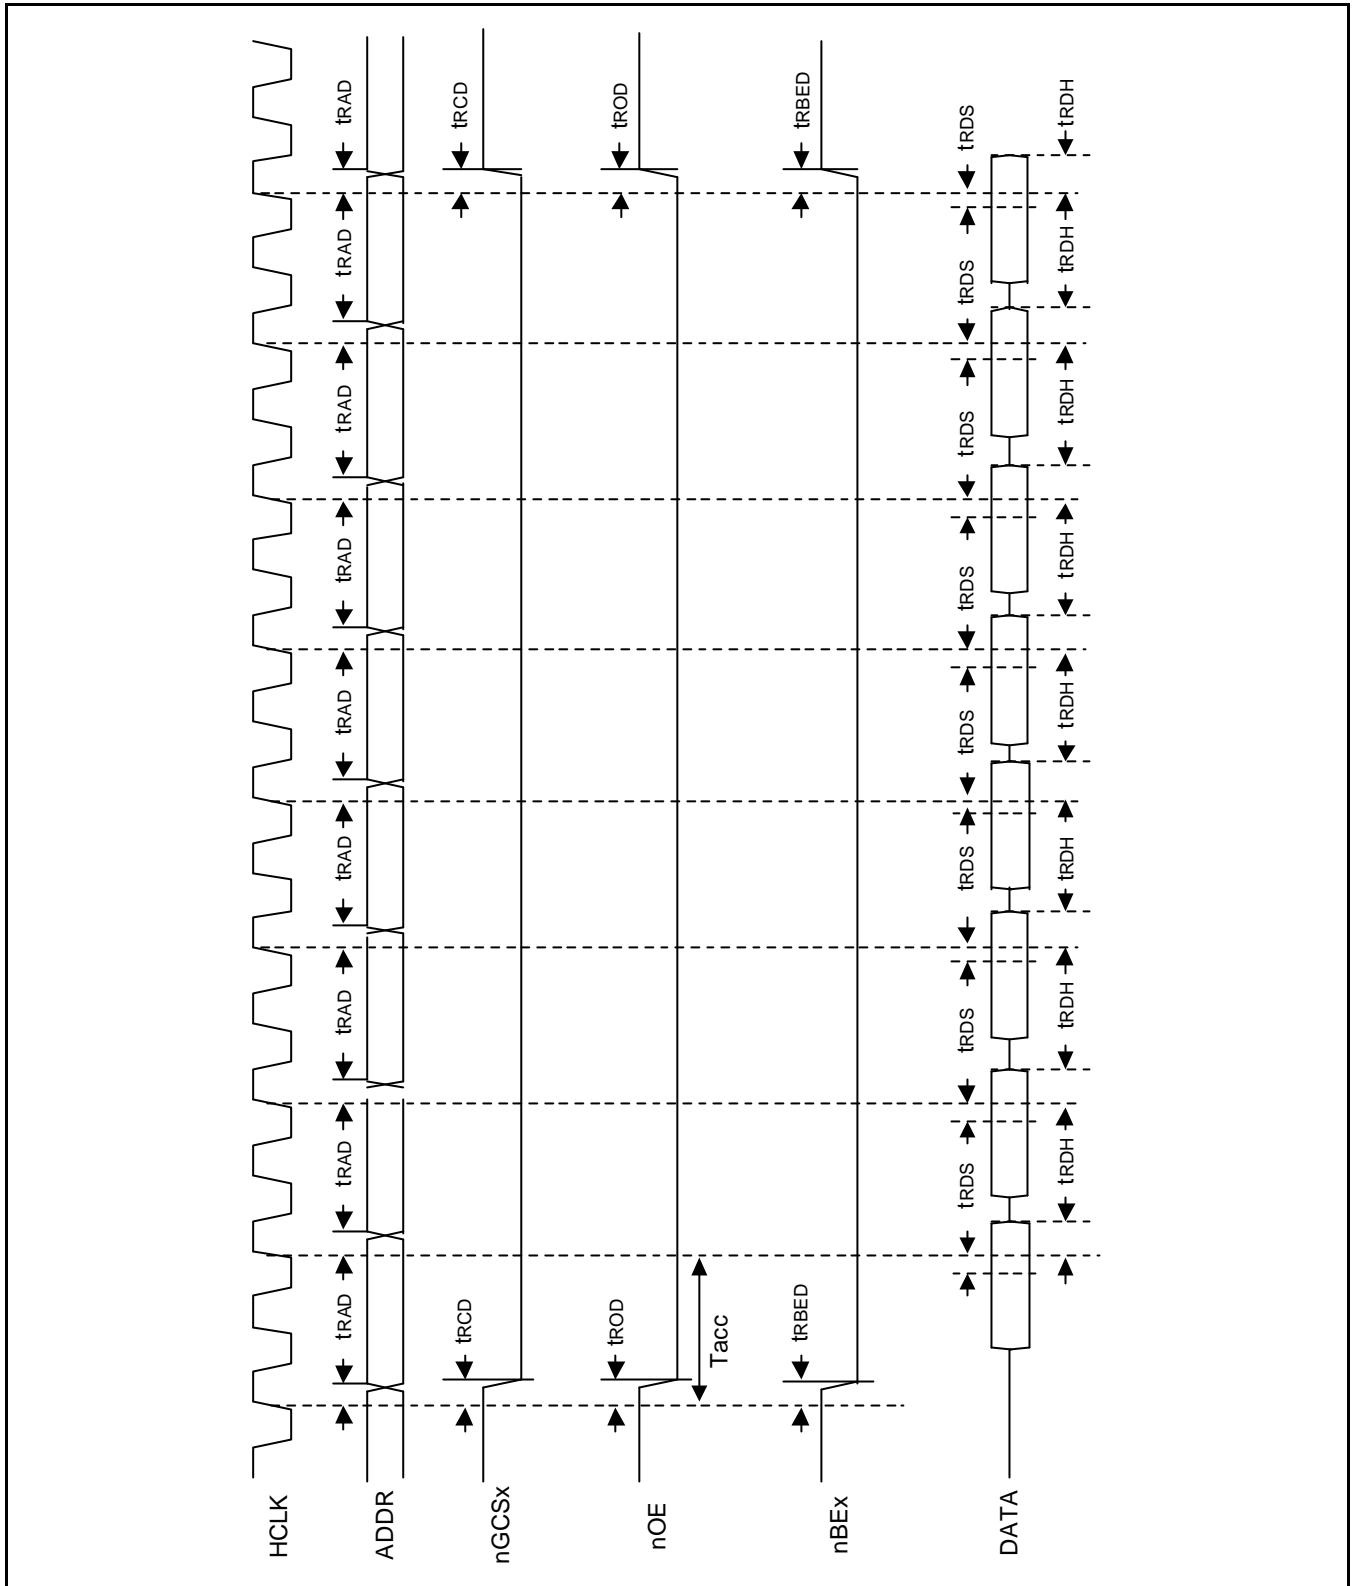 HCLK
tRAD tRAD tRAD tRAD tRAD tRAD tRAD tRAD tRAD
ADDR
tRCD tRCD
nGCSx
tROD tROD
nOE
Tacc
tRBED tRBED
nBEx
tRDS tRDS tRDS tRDS tRDS tRDS tRDS tRDS
DATA
tRDH tRDH tRDH tRDH tRDH tRDH tRDH tRDH